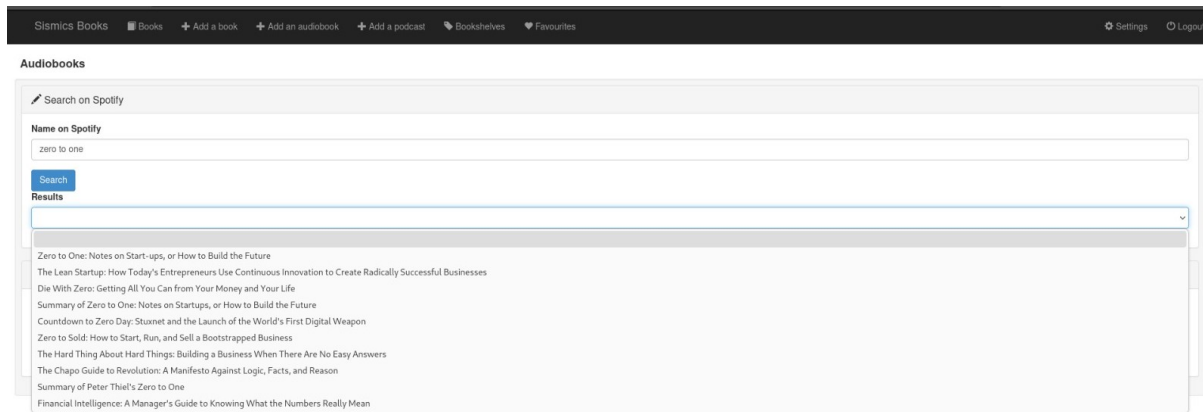 Sismics Books Books Add a book Add an audiobook Add a podcast Bookshelves Favourites Settings Logout
Audiobooks
Search on Spotify
Name on Spotify
zero to one
Search
Results
Zero to One: Notes on Start-ups, or How to Build the Future
The Lean Startup: How Today's Entrepreneurs Use Continuous Innovation to Create Radically Successful Businesses
Die With Zero: Getting All You Can from Your Money and Your Life
Summary of Zero to One: Notes on Startups, or How to Build the Future
Countdown to Zero Day: Stuxnet and the Launch of the World's First Digital Weapon
Zero to Sold: How to Start, Run, and Sell a Bootstrapped Business
The Hard Thing About Hard Things: Building a Business When There Are No Easy Answers
The Chapo Guide to Revolution: A Manifesto Against Logic, Facts, and Reason
Summary of Peter Thiel's Zero to One
Financial Intelligence: A Manager's Guide to Knowing What the Numbers Really Mean